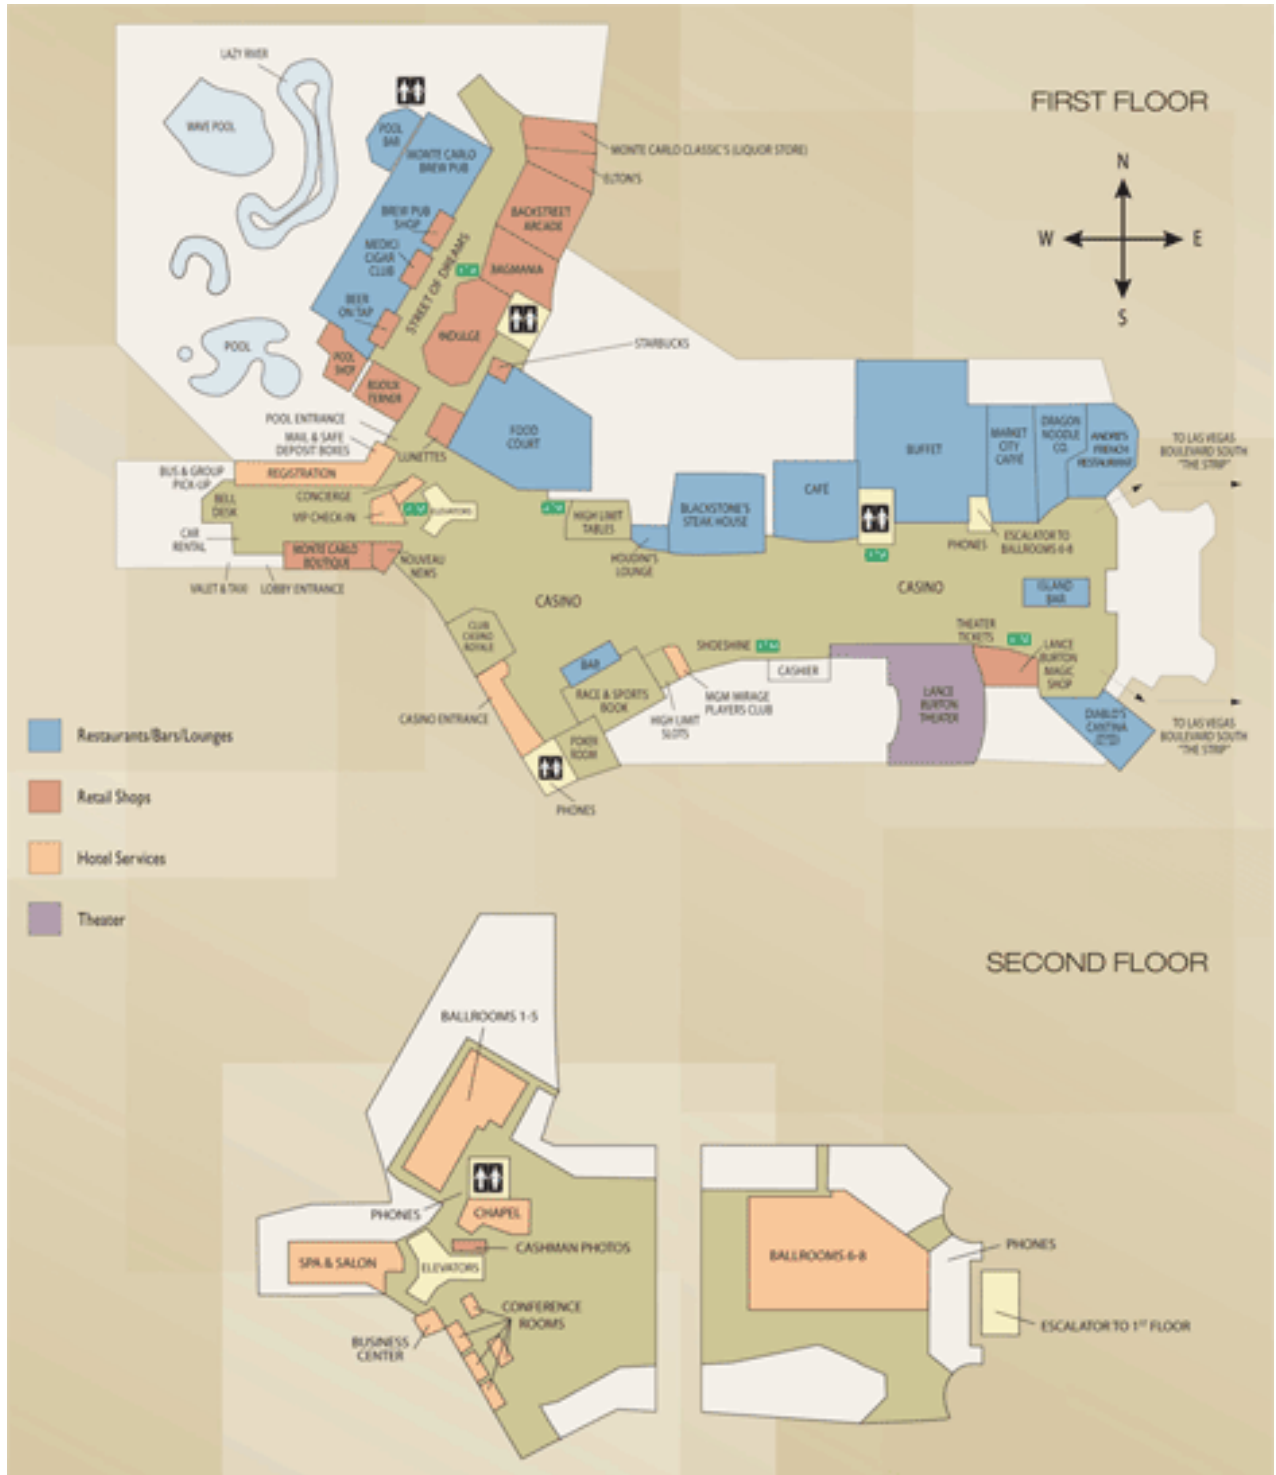 LAZY RIVER
WAVE POOL
POOL
BAR
MONTE CARLO
BREW PUB
FIRST FLOOR
MONTE CARLO CLASSIC'S (LIQUOR STORE)
ELTON'S
N
W
E
S
BREW PUB
SHOP
BACKSTREET
ARCADE
MEDICI
CIGAR
CLUB
STREET OF DREAMS
BAGMANIA
BEER
ON TAP
INDULGE
STARBUCKS
POOL
POOL
SHOP
BIJOUX
TERNER
POOL ENTRANCE
MAIL & SAFE
DEPOSIT BOXES
LUNETTES
FOOD
COURT
BUFFET
MARKET
CITY
CAFFÉ
DRAGON
NOODLE
CO.
ANDRE'S
FRENCH
RESTAURANT
TO LAS VEGAS
BOULEVARD SOUTH
"THE STRIP"
BUS & GROUP
PICK-UP
REGISTRATION
CONCIERGE
VIP CHECK-IN
ELEVATORS
BELL
DESK
CAR
RENTAL
HIGH LIMIT
TABLES
BLACKSTONE'S
STEAK HOUSE
CAFÉ
PHONES
ESCALATOR TO
BALLROOMS 6-8
MONTE CARLO
BOUTIQUE
NOUVEAU
NEWS
HOUDINI'S
LOUNGE
VALET & TAXI
LOBBY ENTRANCE
CASINO
CASINO
ISLAND
BAR
CLUB
CASINO
ROYALE
SHOESHINE
THEATER
TICKETS
LANCE
BURTON
MAGIC
SHOP
BAR
CASHIER
RACE & SPORTS
BOOK
MGM MIRAGE
PLAYERS CLUB
HIGH LIMIT
SLOTS
LANCE
BURTON
THEATER
CASINO ENTRANCE
POKER
ROOM
DIABLO'S
CANTINA
TO LAS VEGAS
BOULEVARD SOUTH
"THE STRIP"
PHONES
Restaurants/Bars/Lounges
Retail Shops
Hotel Services
Theater
SECOND FLOOR
BALLROOMS 1-5
PHONES
CHAPEL
CASHMAN PHOTOS
SPA & SALON
ELEVATORS
BALLROOMS 6-8
PHONES
CONFERENCE
ROOMS
BUSINESS
CENTER
ESCALATOR TO 1ST FLOOR